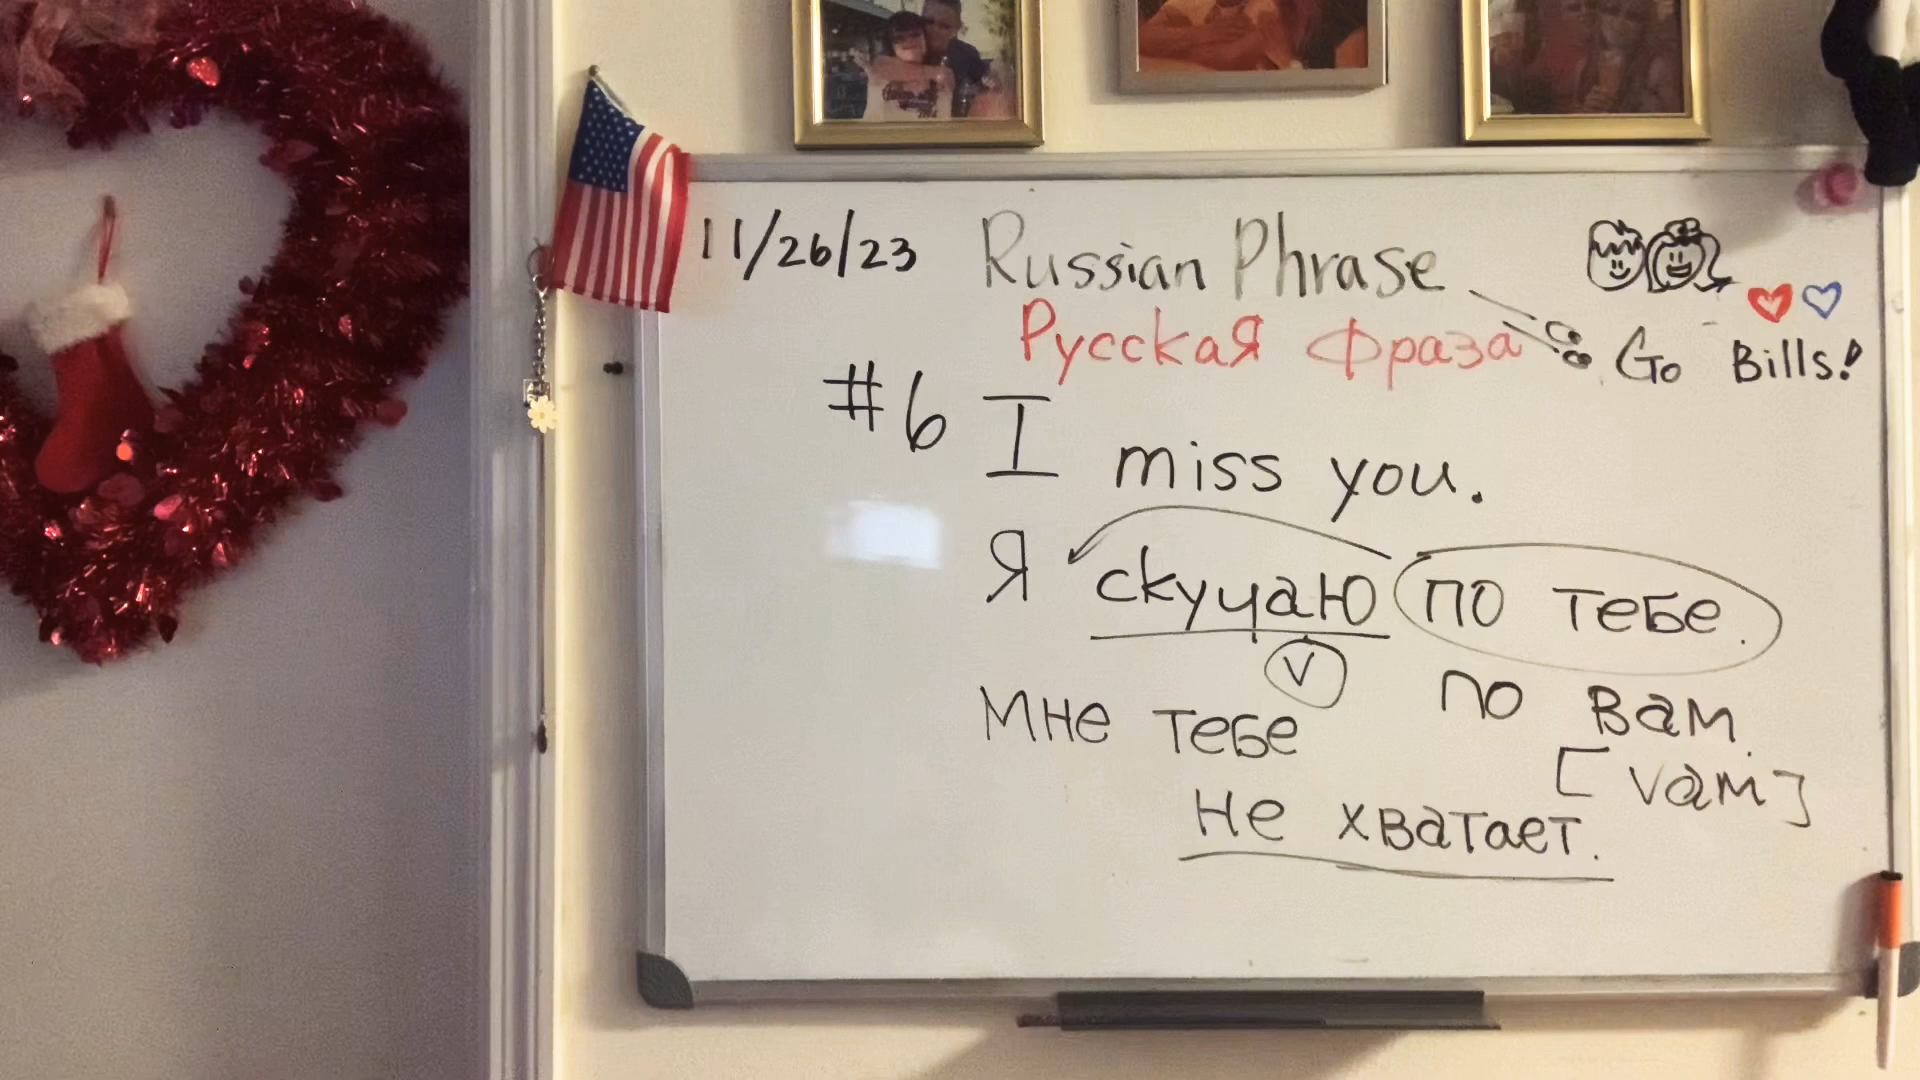 11/26/23 Russian Phrase
Русская Фраза
Go Bills!
#6 I miss you.
Я скучаю по тебе.
V
по вам.
[vam]
Мне тебе
не хватает.